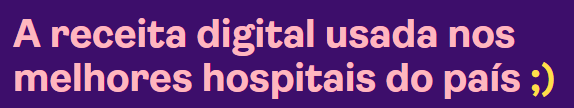 A receita digital usada nos
melhores hospitais do país ;)